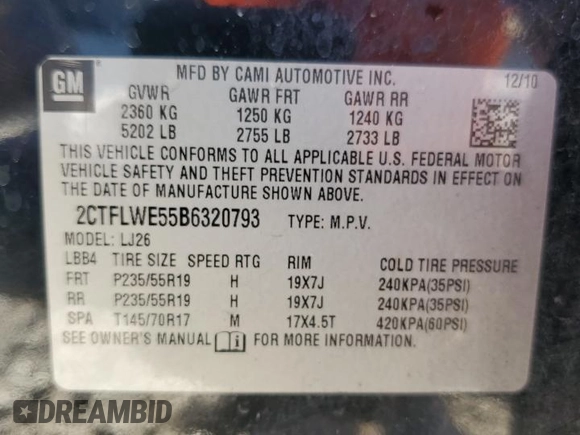 GM
MFD BY CAMI AUTOMOTIVE INC. 12/10
GVWR GAWR FRT GAWR RR
2360 KG 1250 KG 1240 KG
5202 LB 2755 LB 2733 LB
THIS VEHICLE CONFORMS TO ALL APPLICABLE U.S. FEDERAL MOTOR
VEHICLE SAFETY AND THEFT PREVENTION STANDARDS IN EFFECT ON
THE DATE OF MANUFACTURE SHOWN ABOVE.
2CTFLWE55B6320793 TYPE: M.P.V.
MODEL: LJ26
LBB4 TIRE SIZE SPEED RTG RIM COLD TIRE PRESSURE
FRT P235/55R19 H 19X7J 240KPA(35PSI)
RR P235/55R19 H 19X7J 240KPA(35PSI)
SPA T145/70R17 M 17X4.5T 420KPA(60PSI)
SEE OWNER'S MANUAL i FOR MORE INFORMATION
DREAMBID